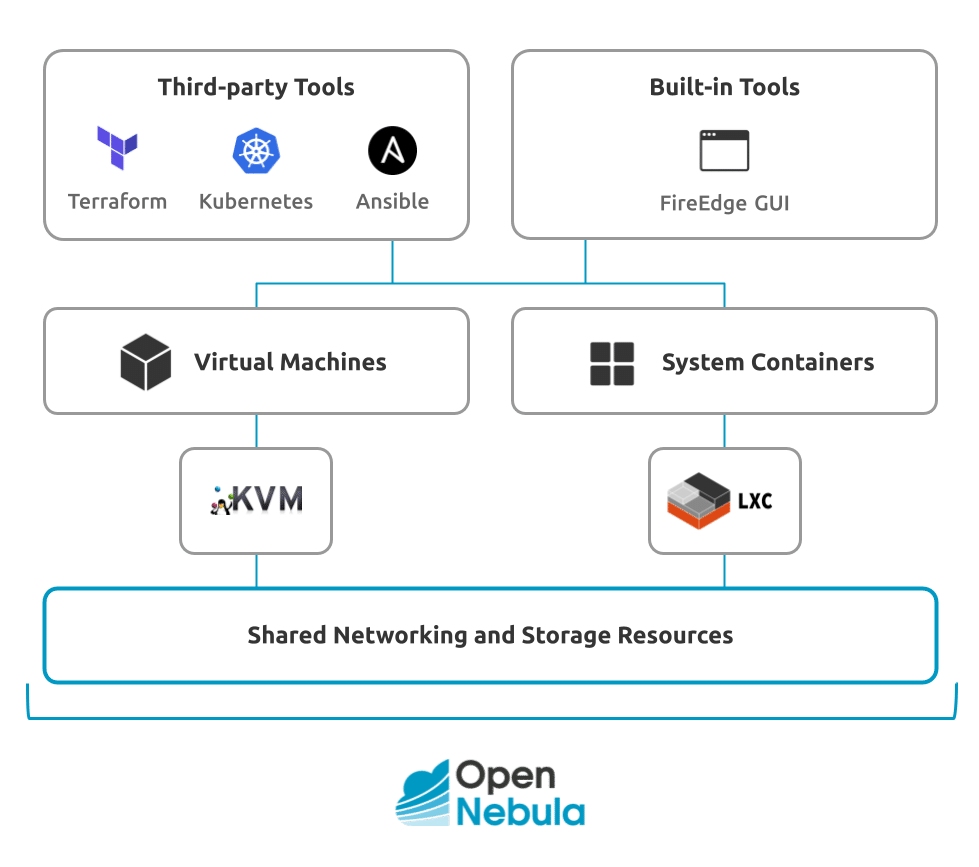 Third-party Tools
Built-in Tools
Terraform
Kubernetes
Ansible
FireEdge GUI
Virtual Machines
System Containers
KVM
LXC
Shared Networking and Storage Resources
Open
Nebula